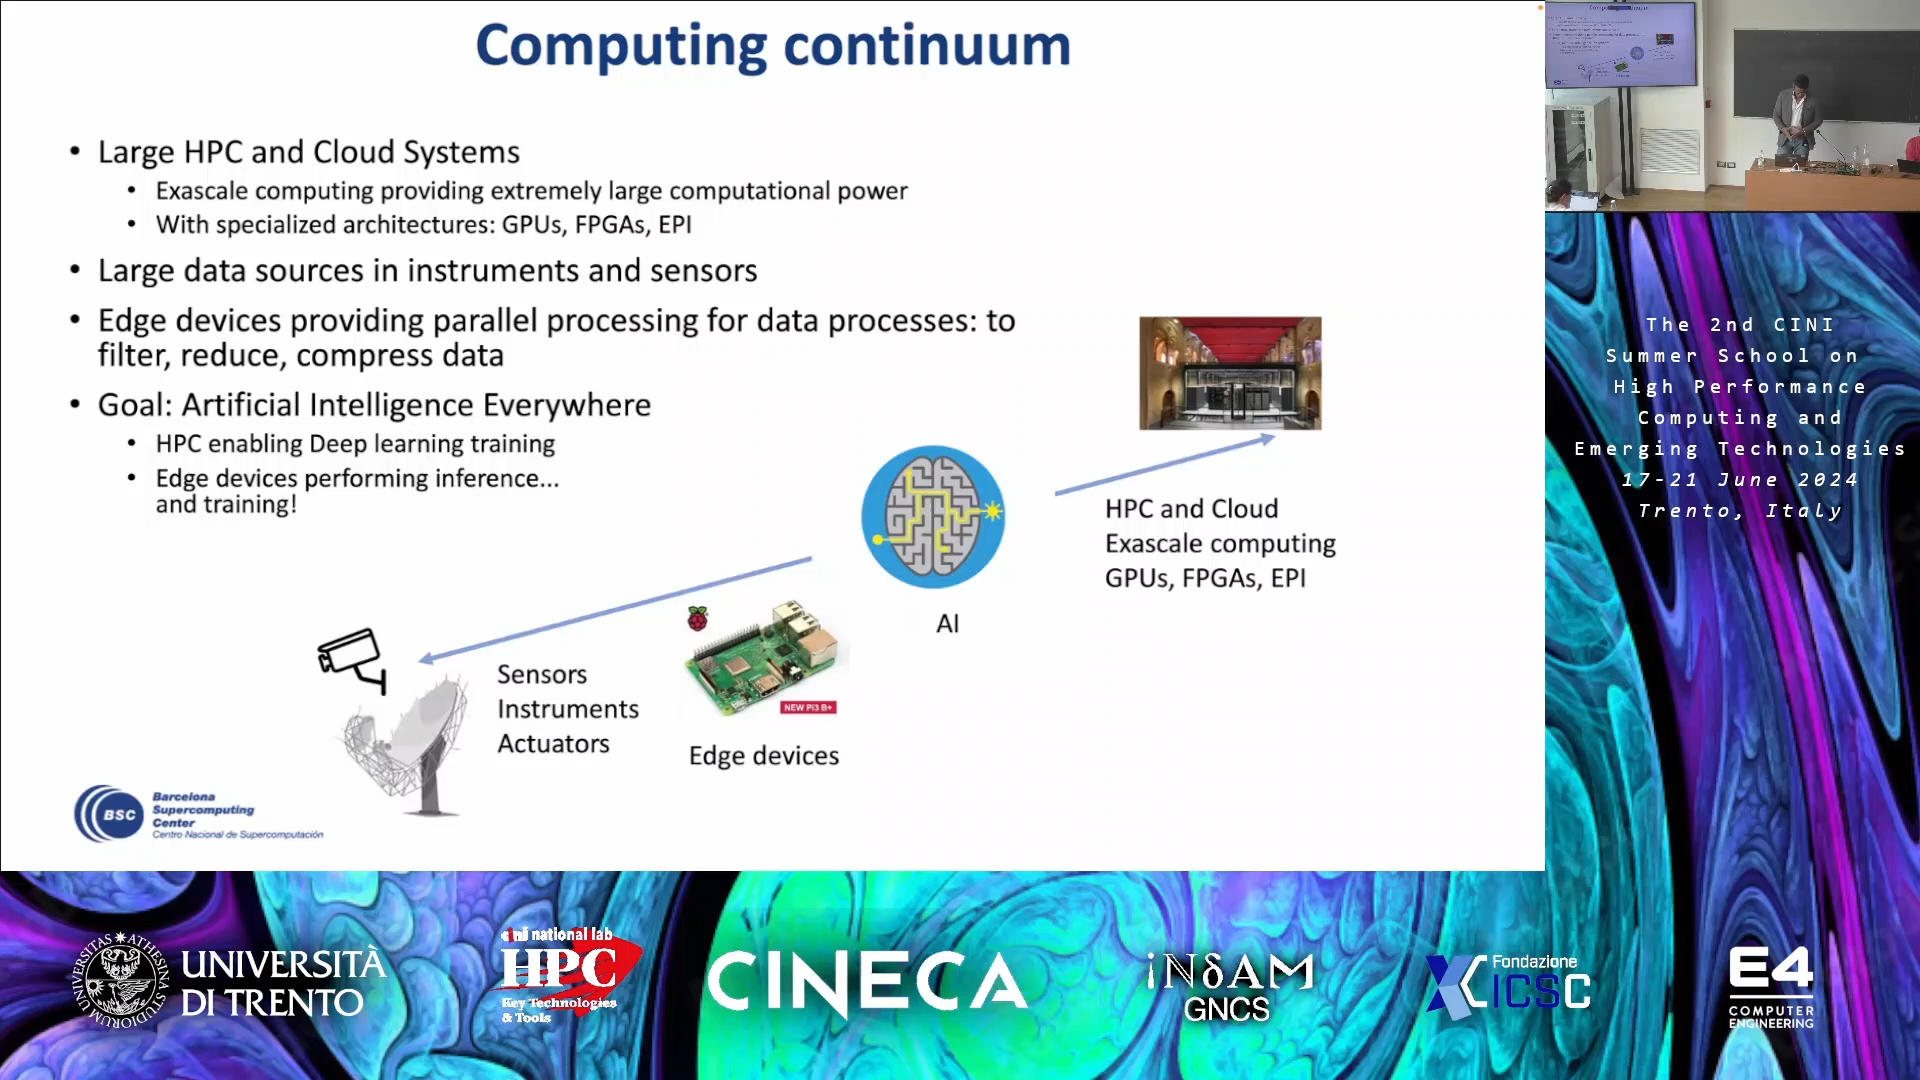 Computing continuum
• Large HPC and Cloud Systems
• Exascale computing providing extremely large computational power
• With specialized architectures: GPUs, FPGAs, EPI
• Large data sources in instruments and sensors
• Edge devices providing parallel processing for data processes: to
filter, reduce, compress data
• Goal: Artificial Intelligence Everywhere
• HPC enabling Deep learning training
• Edge devices performing inference...
and training!
HPC and Cloud
Exascale computing
GPUs, FPGAs, EPI
AI
Sensors
Instruments
Actuators
NEW PI3 B+
Edge devices
BSC
Barcelona
Supercomputing
Center
Centro Nacional de Supercomputación
The 2nd CINI
Summer School on
High Performance
Computing and
Emerging Technologies
17-21 June 2024
Trento, Italy
UNIVERSITÀ
DI TRENTO
cini national lab
HPC
Key Technologies
& Tools
CINECA
iNδAM
GNCS
Fondazione
ICSC
E4
COMPUTER
ENGINEERING